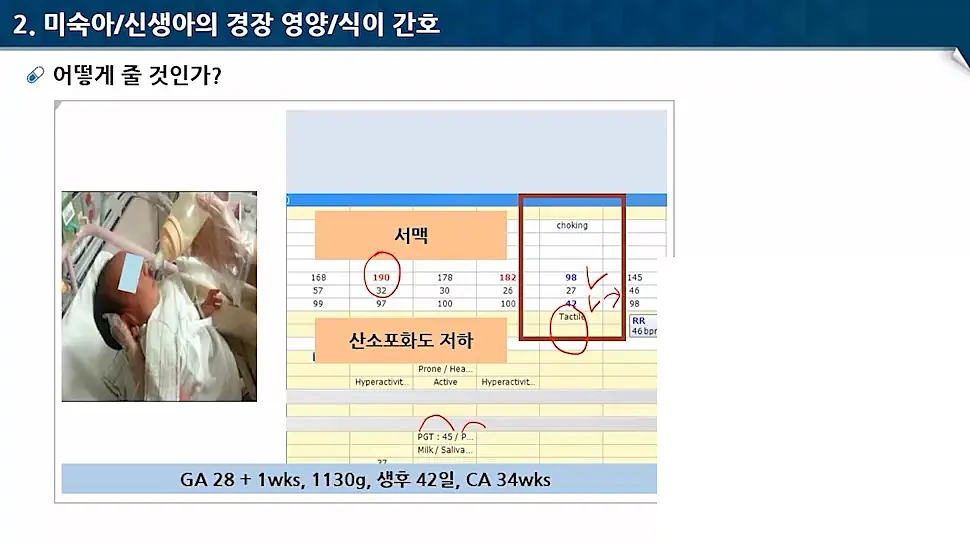 2. 미숙아/신생아의 경장 영양/식이 간호
어떻게 줄 것인가?
choking
서맥
168 190 178 182 98 145
57 32 30 26 27 46
99 97 100 100 42 98
Tactile
RR
46 bpm
산소포화도 저하
Prone / Hea...
Hyperactivit... Active Hyperactivit...
PGT : 45 / P...
Milk / Saliva...
GA 28 + 1wks, 1130g, 생후 42일, CA 34wks